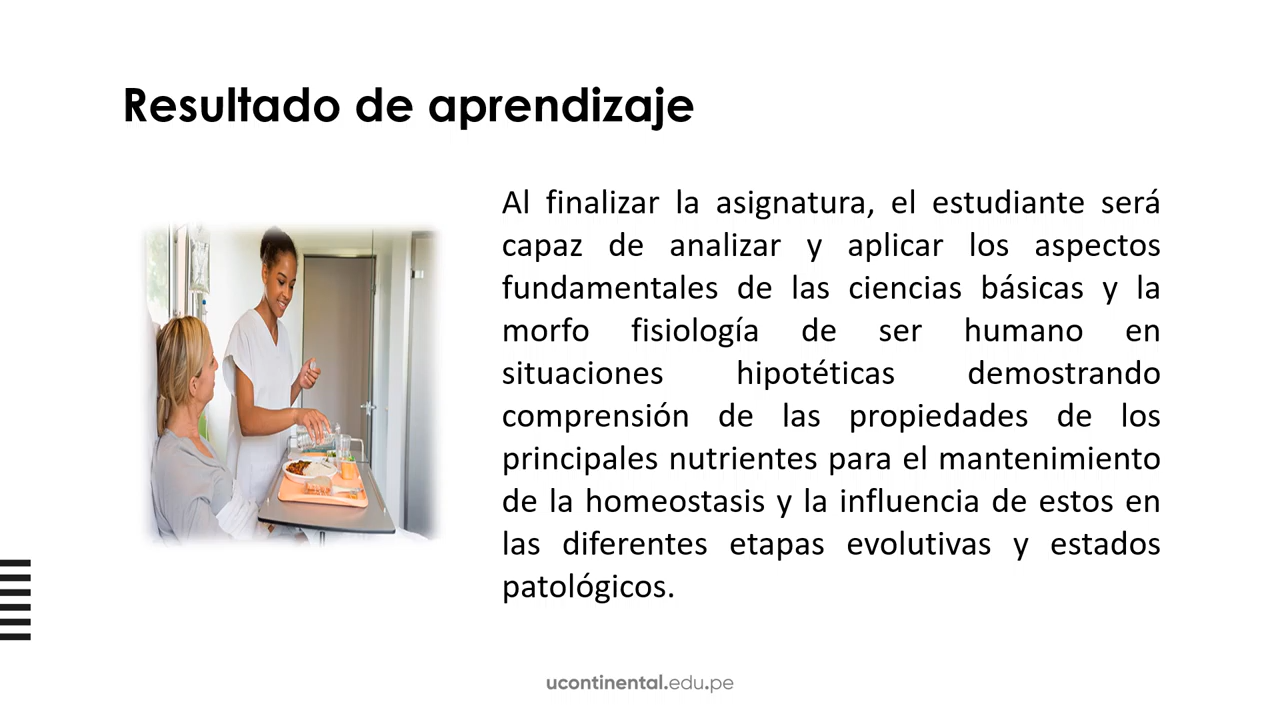 Resultado de aprendizaje
Al finalizar la asignatura, el estudiante será
capaz de analizar y aplicar los aspectos
fundamentales de las ciencias básicas y la
morfo fisiología de ser humano en
situaciones hipotéticas demostrando
comprensión de las propiedades de los
principales nutrientes para el mantenimiento
de la homeostasis y la influencia de estos en
las diferentes etapas evolutivas y estados
patológicos.
ucontinental.edu.pe